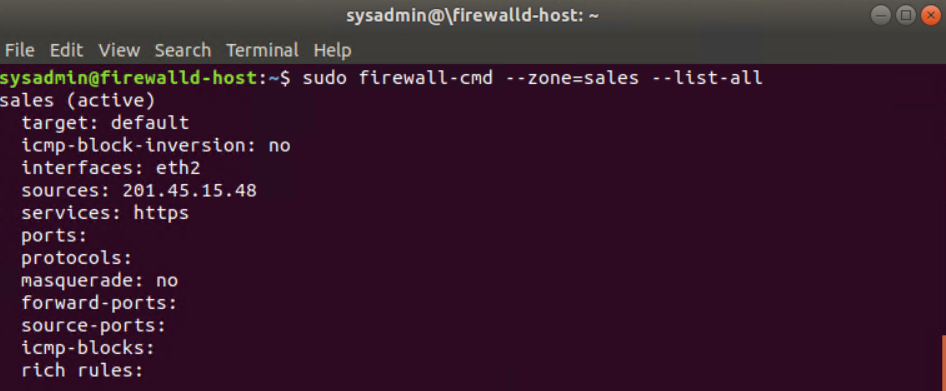 sysadmin@\firewalld-host: ~
File Edit View Search Terminal Help
sysadmin@firewalld-host:~$ sudo firewall-cmd --zone=sales --list-all
sales (active)
target: default
icmp-block-inversion: no
interfaces: eth2
sources: 201.45.15.48
services: https
ports:
protocols:
masquerade: no
forward-ports:
source-ports:
icmp-blocks:
rich rules: